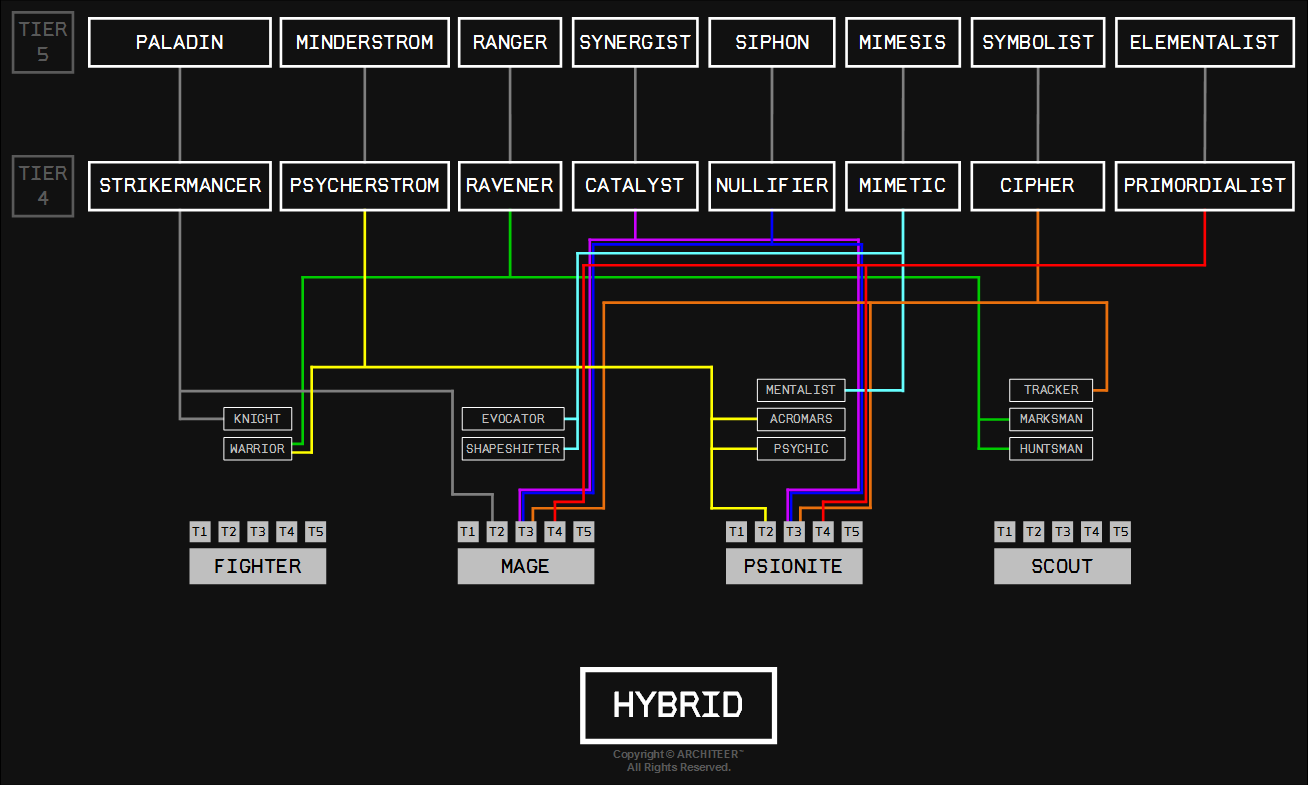 TIER
5
PALADIN
MINDERSTROM
RANGER
SYNERGIST
SIPHON
MIMESIS
SYMBOLIST
ELEMENTALIST
TIER
4
STRIKERMANCER
PSYCHERSTROM
RAVENER
CATALYST
NULLIFIER
MIMETIC
CIPHER
PRIMORDIALIST
KNIGHT
WARRIOR
EVOCATOR
SHAPESHIFTER
MENTALIST
ACROMARS
PSYCHIC
TRACKER
MARKSMAN
HUNTSMAN
T1 T2 T3 T4 T5
FIGHTER
T1 T2 T3 T4 T5
MAGE
T1 T2 T3 T4 T5
PSIONITE
T1 T2 T3 T4 T5
SCOUT
HYBRID
Copyright © ARCHITEER™
All Rights Reserved.